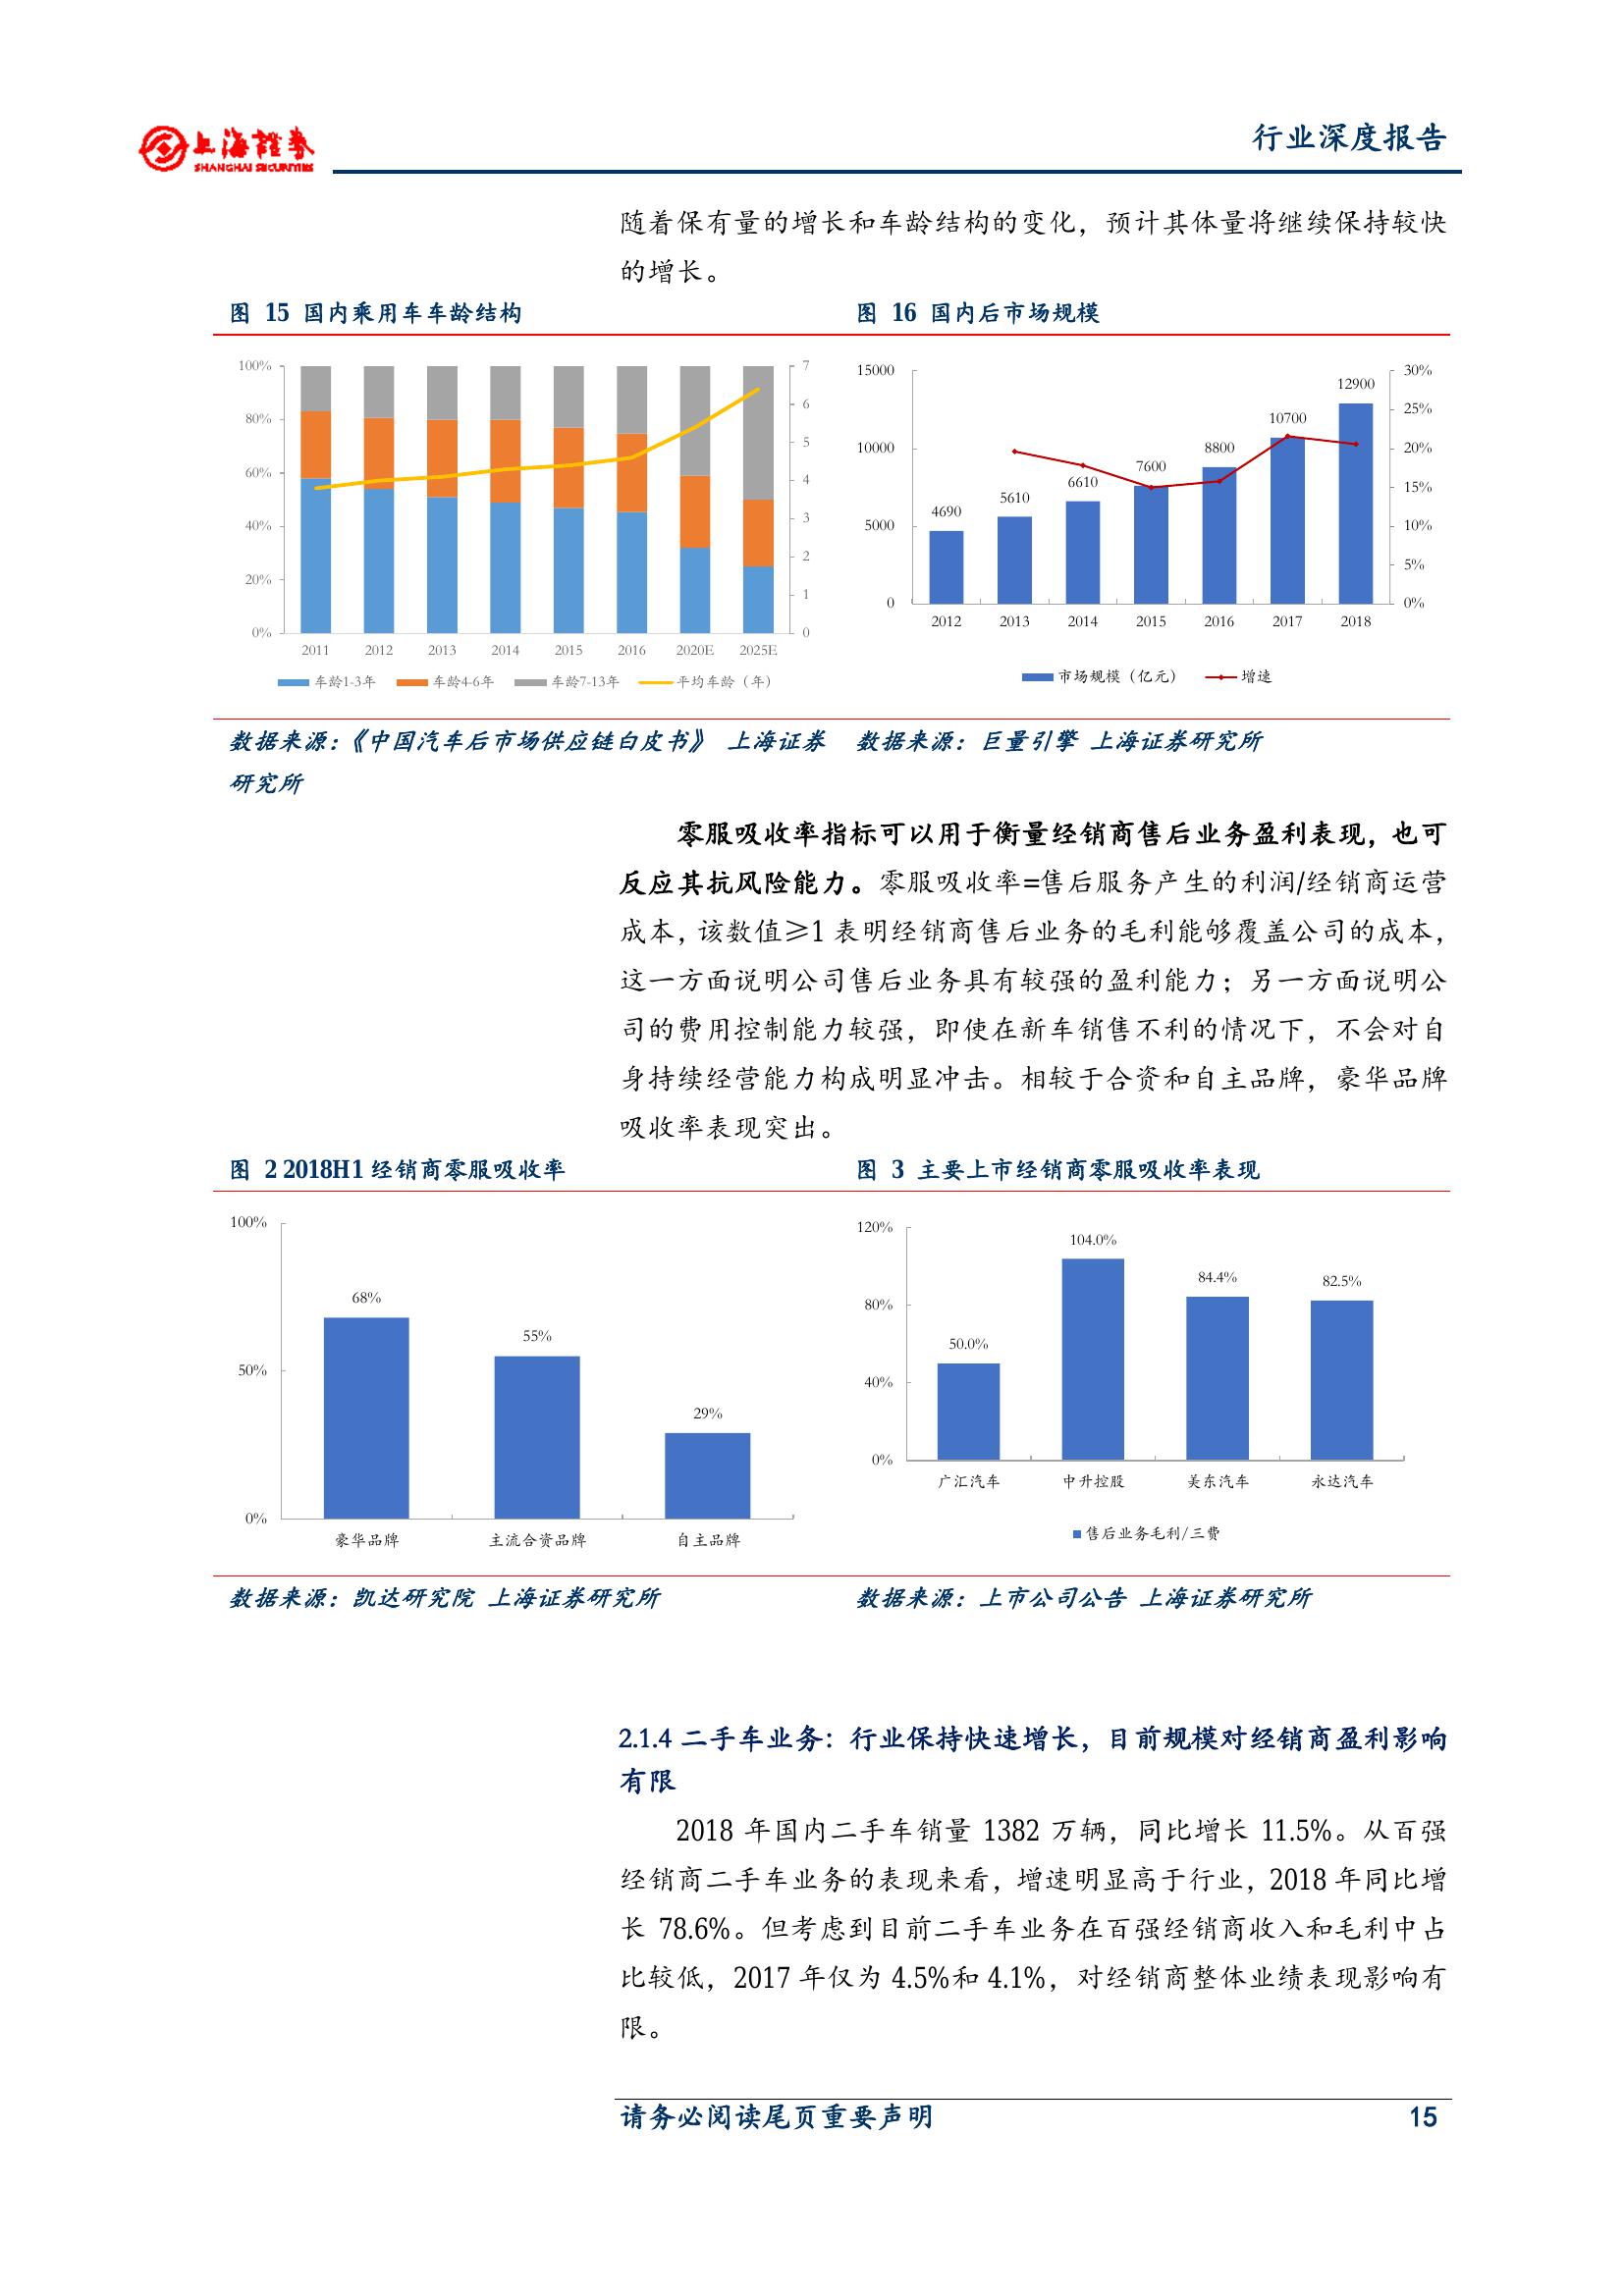 上海證券
SHANGHAI SECURITIES
行业深度报告
随着保有量的增长和车龄结构的变化，预计其体量将继续保持较快
的增长。
图 15 国内乘用车车龄结构
100%
80%
60%
40%
20%
0%
7
6
5
4
3
2
1
0
2011 2012 2013 2014 2015 2016 2020E 2025E
车龄1-3年 车龄4-6年 车龄7-13年 平均车龄（年）
图 16 国内后市场规模
15000
10000
5000
0
30%
25%
20%
15%
10%
5%
0%
4690 5610 6610 7600 8800 10700 12900
2012 2013 2014 2015 2016 2017 2018
市场规模（亿元） 增速
数据来源：《中国汽车后市场供应链白皮书》 上海证券
研究所
数据来源：巨量引擎 上海证券研究所
零服吸收率指标可以用于衡量经销商售后业务盈利表现，也可
反应其抗风险能力。零服吸收率=售后服务产生的利润/经销商运营
成本，该数值≥1 表明经销商售后业务的毛利能够覆盖公司的成本，
这一方面说明公司售后业务具有较强的盈利能力；另一方面说明公
司的费用控制能力较强，即使在新车销售不利的情况下，不会对自
身持续经营能力构成明显冲击。相较于合资和自主品牌，豪华品牌
吸收率表现突出。
图 2 2018H1 经销商零服吸收率
100%
50%
0%
68% 55% 29%
豪华品牌 主流合资品牌 自主品牌
图 3 主要上市经销商零服吸收率表现
120%
80%
40%
0%
50.0% 104.0% 84.4% 82.5%
广汇汽车 中升控股 美东汽车 永达汽车
售后业务毛利/三费
数据来源：凯达研究院 上海证券研究所
数据来源：上市公司公告 上海证券研究所
2.1.4 二手车业务：行业保持快速增长，目前规模对经销商盈利影响
有限
2018 年国内二手车销量 1382 万辆，同比增长 11.5%。从百强
经销商二手车业务的表现来看，增速明显高于行业，2018 年同比增
长 78.6%。但考虑到目前二手车业务在百强经销商收入和毛利中占
比较低，2017 年仅为 4.5%和 4.1%，对经销商整体业绩表现影响有
限。
请务必阅读尾页重要声明
15